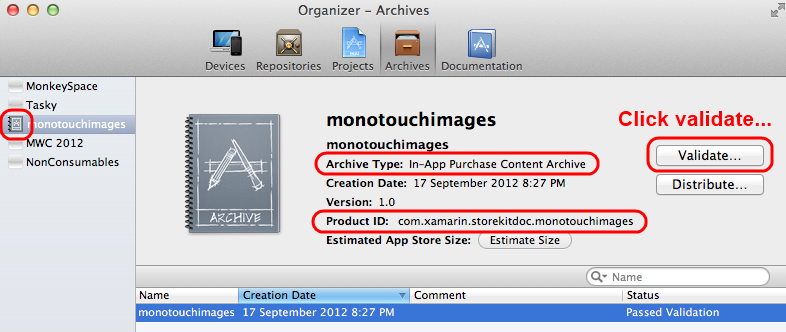 Organizer – Archives
Devices Repositories Projects Archives Documentation
MonkeySpace
Tasky
monotouchimages
MWC 2012
NonConsumables
ARCHIVE
monotouchimages
monotouchimages
Archive Type: In-App Purchase Content Archive
Creation Date: 17 September 2012 8:27 PM
Version: 1.0
Product ID: com.xamarin.storekitdoc.monotouchimages
Estimated App Store Size: Estimate Size
Click validate...
Validate...
Distribute...
Name
Name Creation Date Comment Status
monotouchimages 17 September 2012 8:27 PM Passed Validation